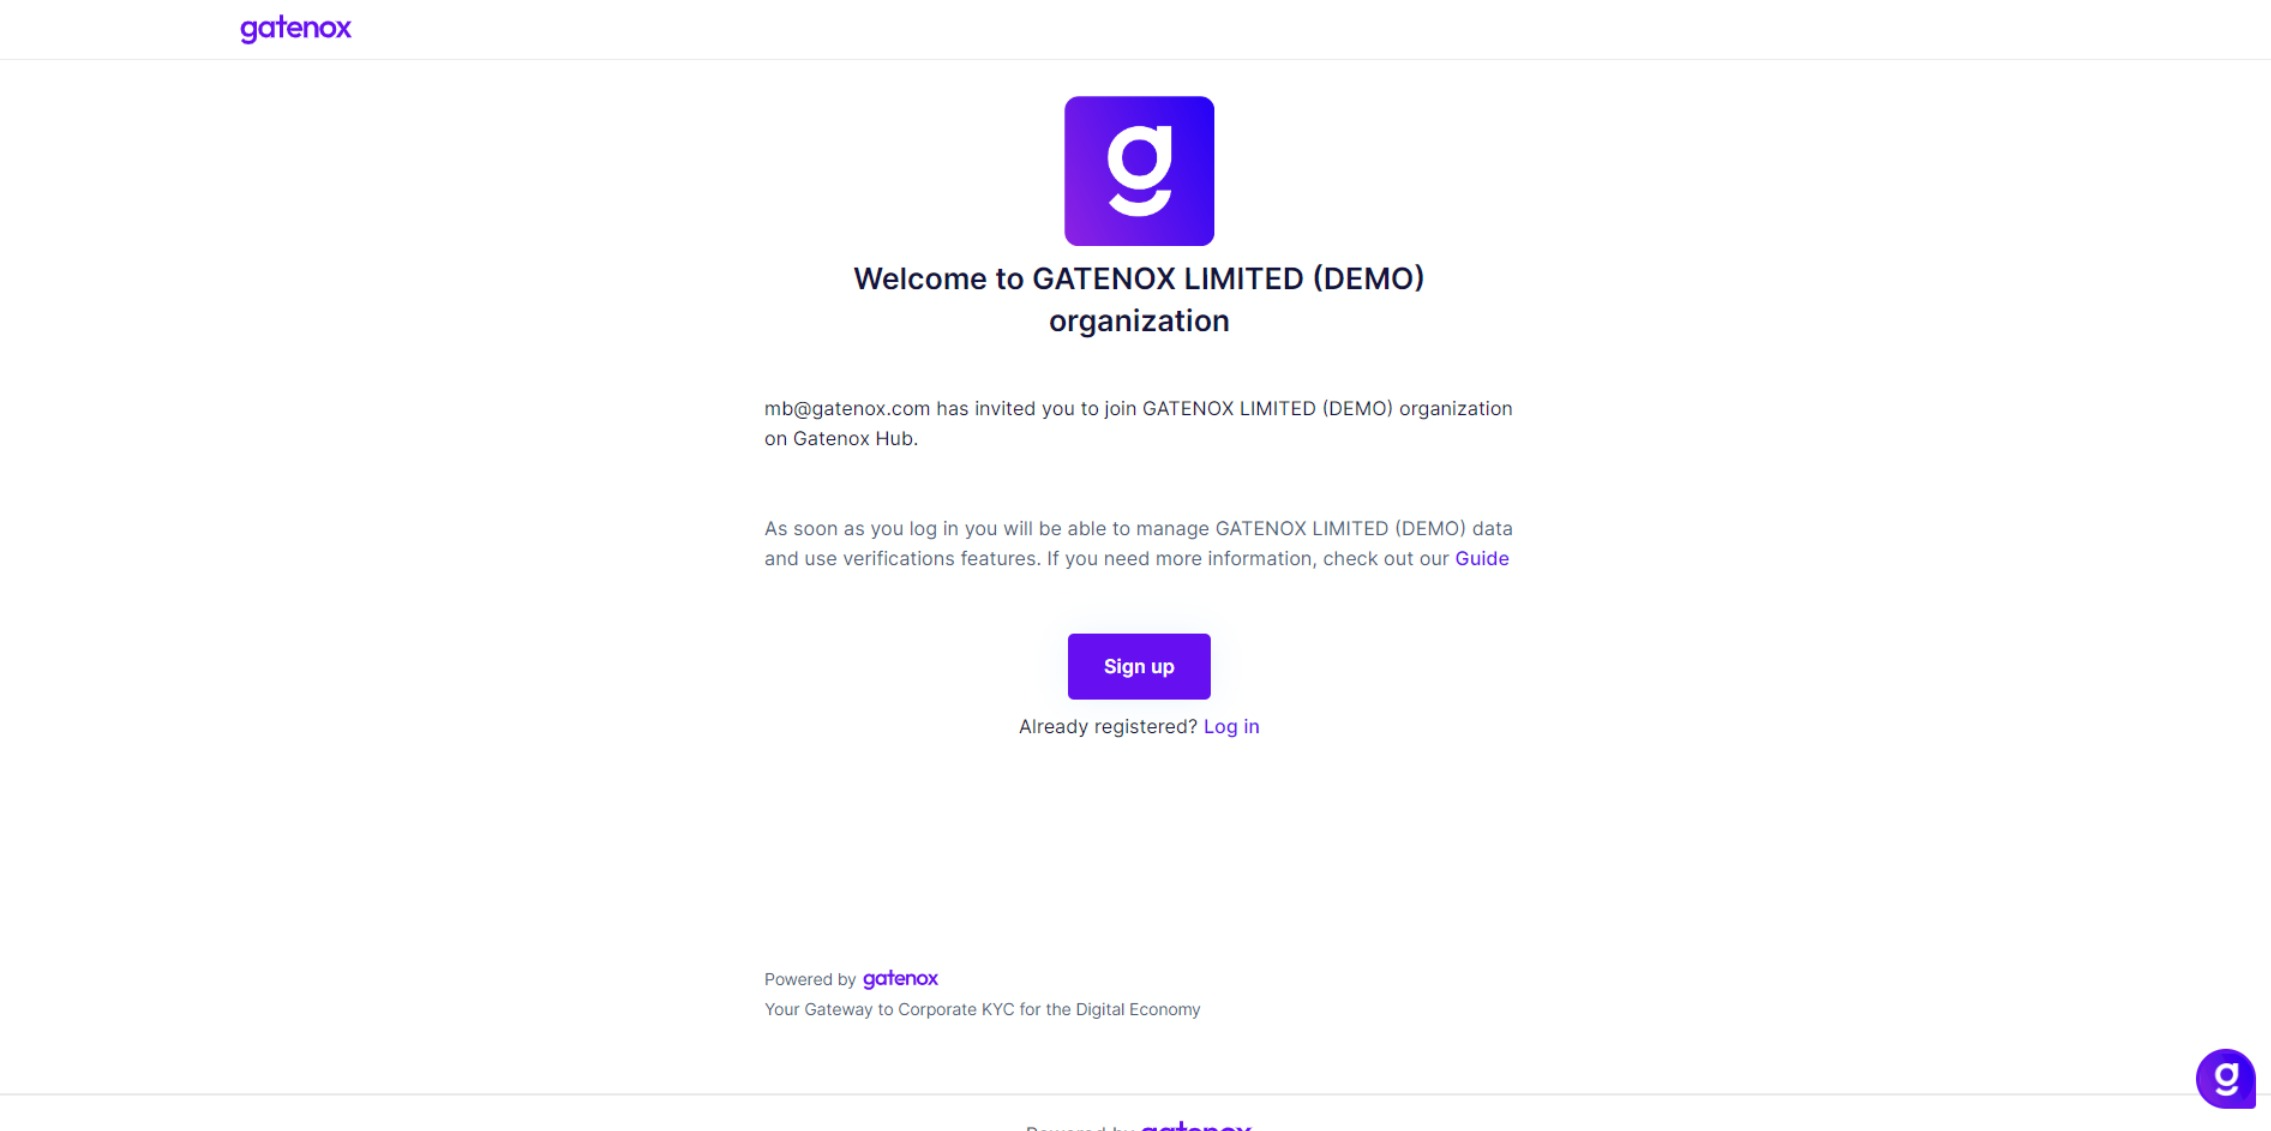 gatenox
g
Welcome to GATENOX LIMITED (DEMO)
organization
mb@gatenox.com has invited you to join GATENOX LIMITED (DEMO) organization
on Gatenox Hub.
As soon as you log in you will be able to manage GATENOX LIMITED (DEMO) data
and use verifications features. If you need more information, check out our Guide
Sign up
Already registered? Log in
Powered by gatenox
Your Gateway to Corporate KYC for the Digital Economy
g
Powered by gatenox